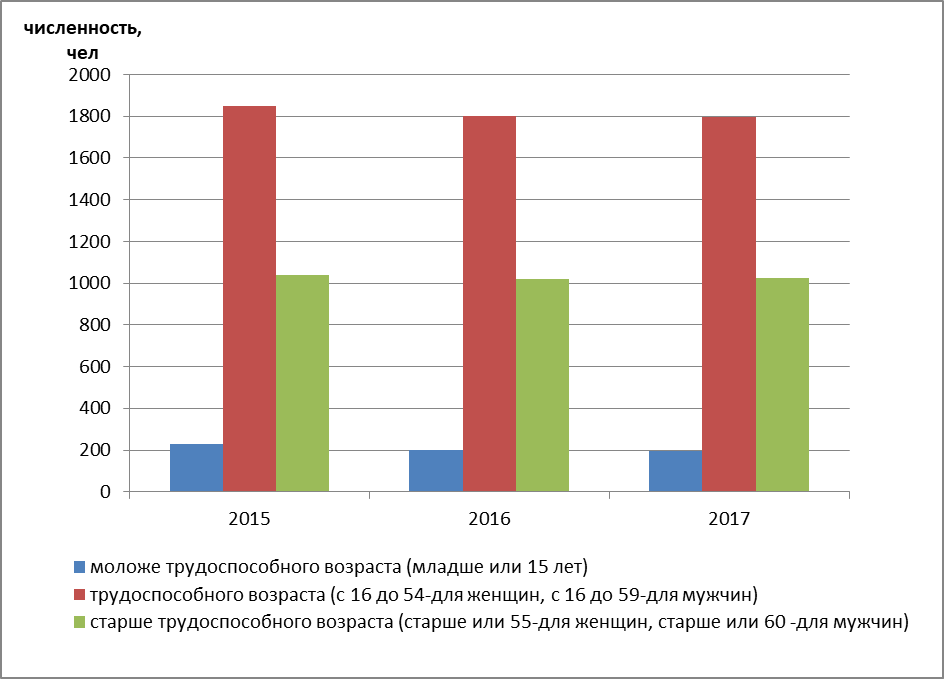 численность,
чел
2000
1800
1600
1400
1200
1000
800
600
400
200
0
2015 2016 2017
моложе трудоспособного возраста (младше или 15 лет)
трудоспособного возраста (с 16 до 54-для женщин, с 16 до 59-для мужчин)
старше трудоспособного возраста (старше или 55-для женщин, старше или 60 -для мужчин)